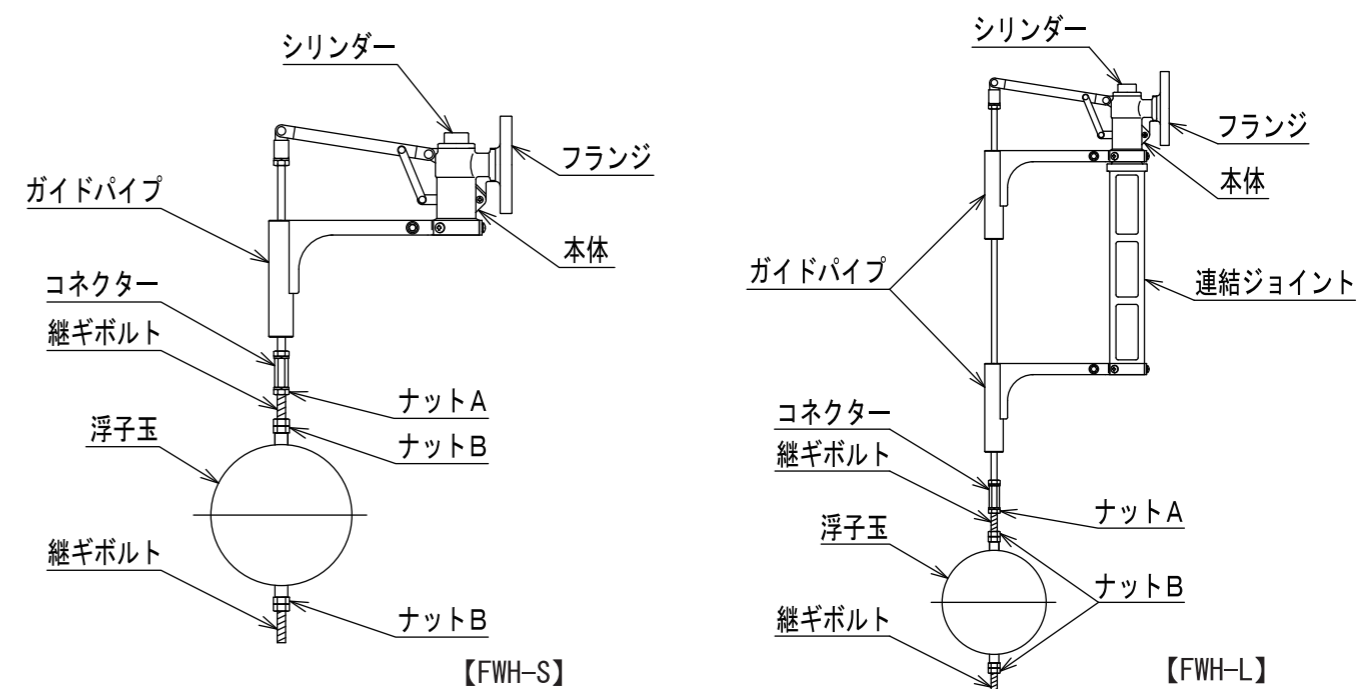 シリンダー
フランジ
ガイドパイプ
本体
コネクター
継ギボルト
ナットA
ナットB
浮子玉
継ギボルト
ナットB
【FWH-S】
シリンダー
フランジ
本体
ガイドパイプ
連結ジョイント
コネクター
継ギボルト
ナットA
浮子玉
ナットB
継ギボルト
【FWH-L】